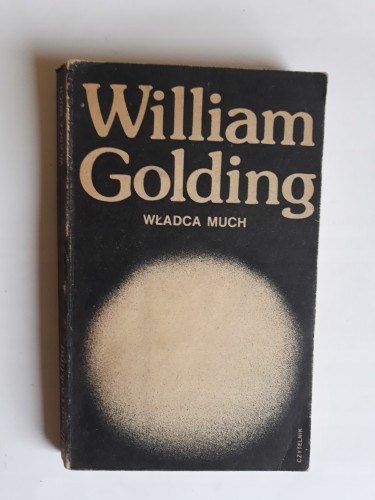 William
Golding
WŁADCA MUCH
CZYTELNIK